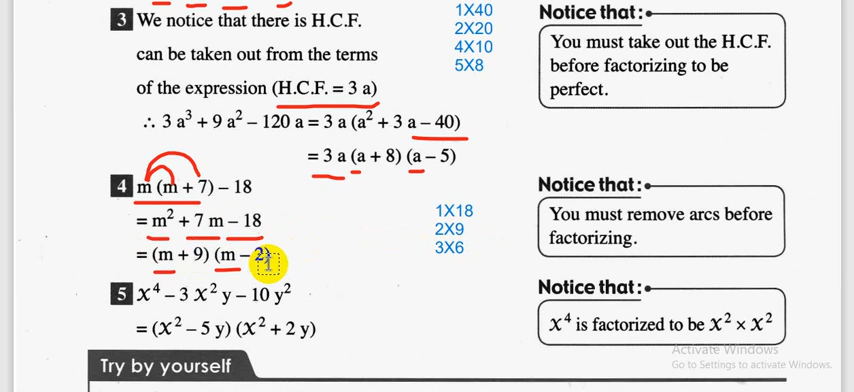 3 We notice that there is H.C.F.
can be taken out from the terms
of the expression (H.C.F. = 3 a)
∴ 3 a³ + 9 a² – 120 a = 3 a (a² + 3 a – 40)
= 3 a (a + 8) (a – 5)
1X40
2X20
4X10
5X8
Notice that :
You must take out the H.C.F.
before factorizing to be
perfect.
4 m (m + 7) – 18
= m² + 7 m – 18
= (m + 9) (m – 2)
1X18
2X9
3X6
Notice that :
You must remove arcs before
factorizing.
5 x⁴ – 3 x² y – 10 y²
= (x² – 5 y) (x² + 2 y)
Notice that :
x⁴ is factorized to be x² × x²
Activate Windows
Go to Settings to activate Windows.
Try by yourself